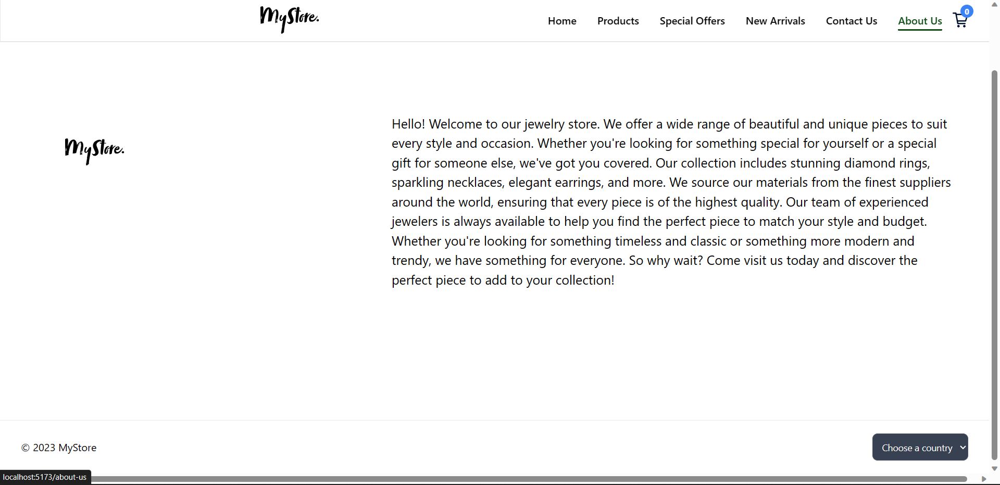 MyStore.
Home Products Special Offers New Arrivals Contact Us About Us 0
MyStore.
Hello! Welcome to our jewelry store. We offer a wide range of beautiful and unique pieces to suit
every style and occasion. Whether you're looking for something special for yourself or a special
gift for someone else, we've got you covered. Our collection includes stunning diamond rings,
sparkling necklaces, elegant earrings, and more. We source our materials from the finest suppliers
around the world, ensuring that every piece is of the highest quality. Our team of experienced
jewelers is always available to help you find the perfect piece to match your style and budget.
Whether you're looking for something timeless and classic or something more modern and
trendy, we have something for everyone. So why wait? Come visit us today and discover the
perfect piece to add to your collection!
© 2023 MyStore
Choose a country
localhost:5173/about-us